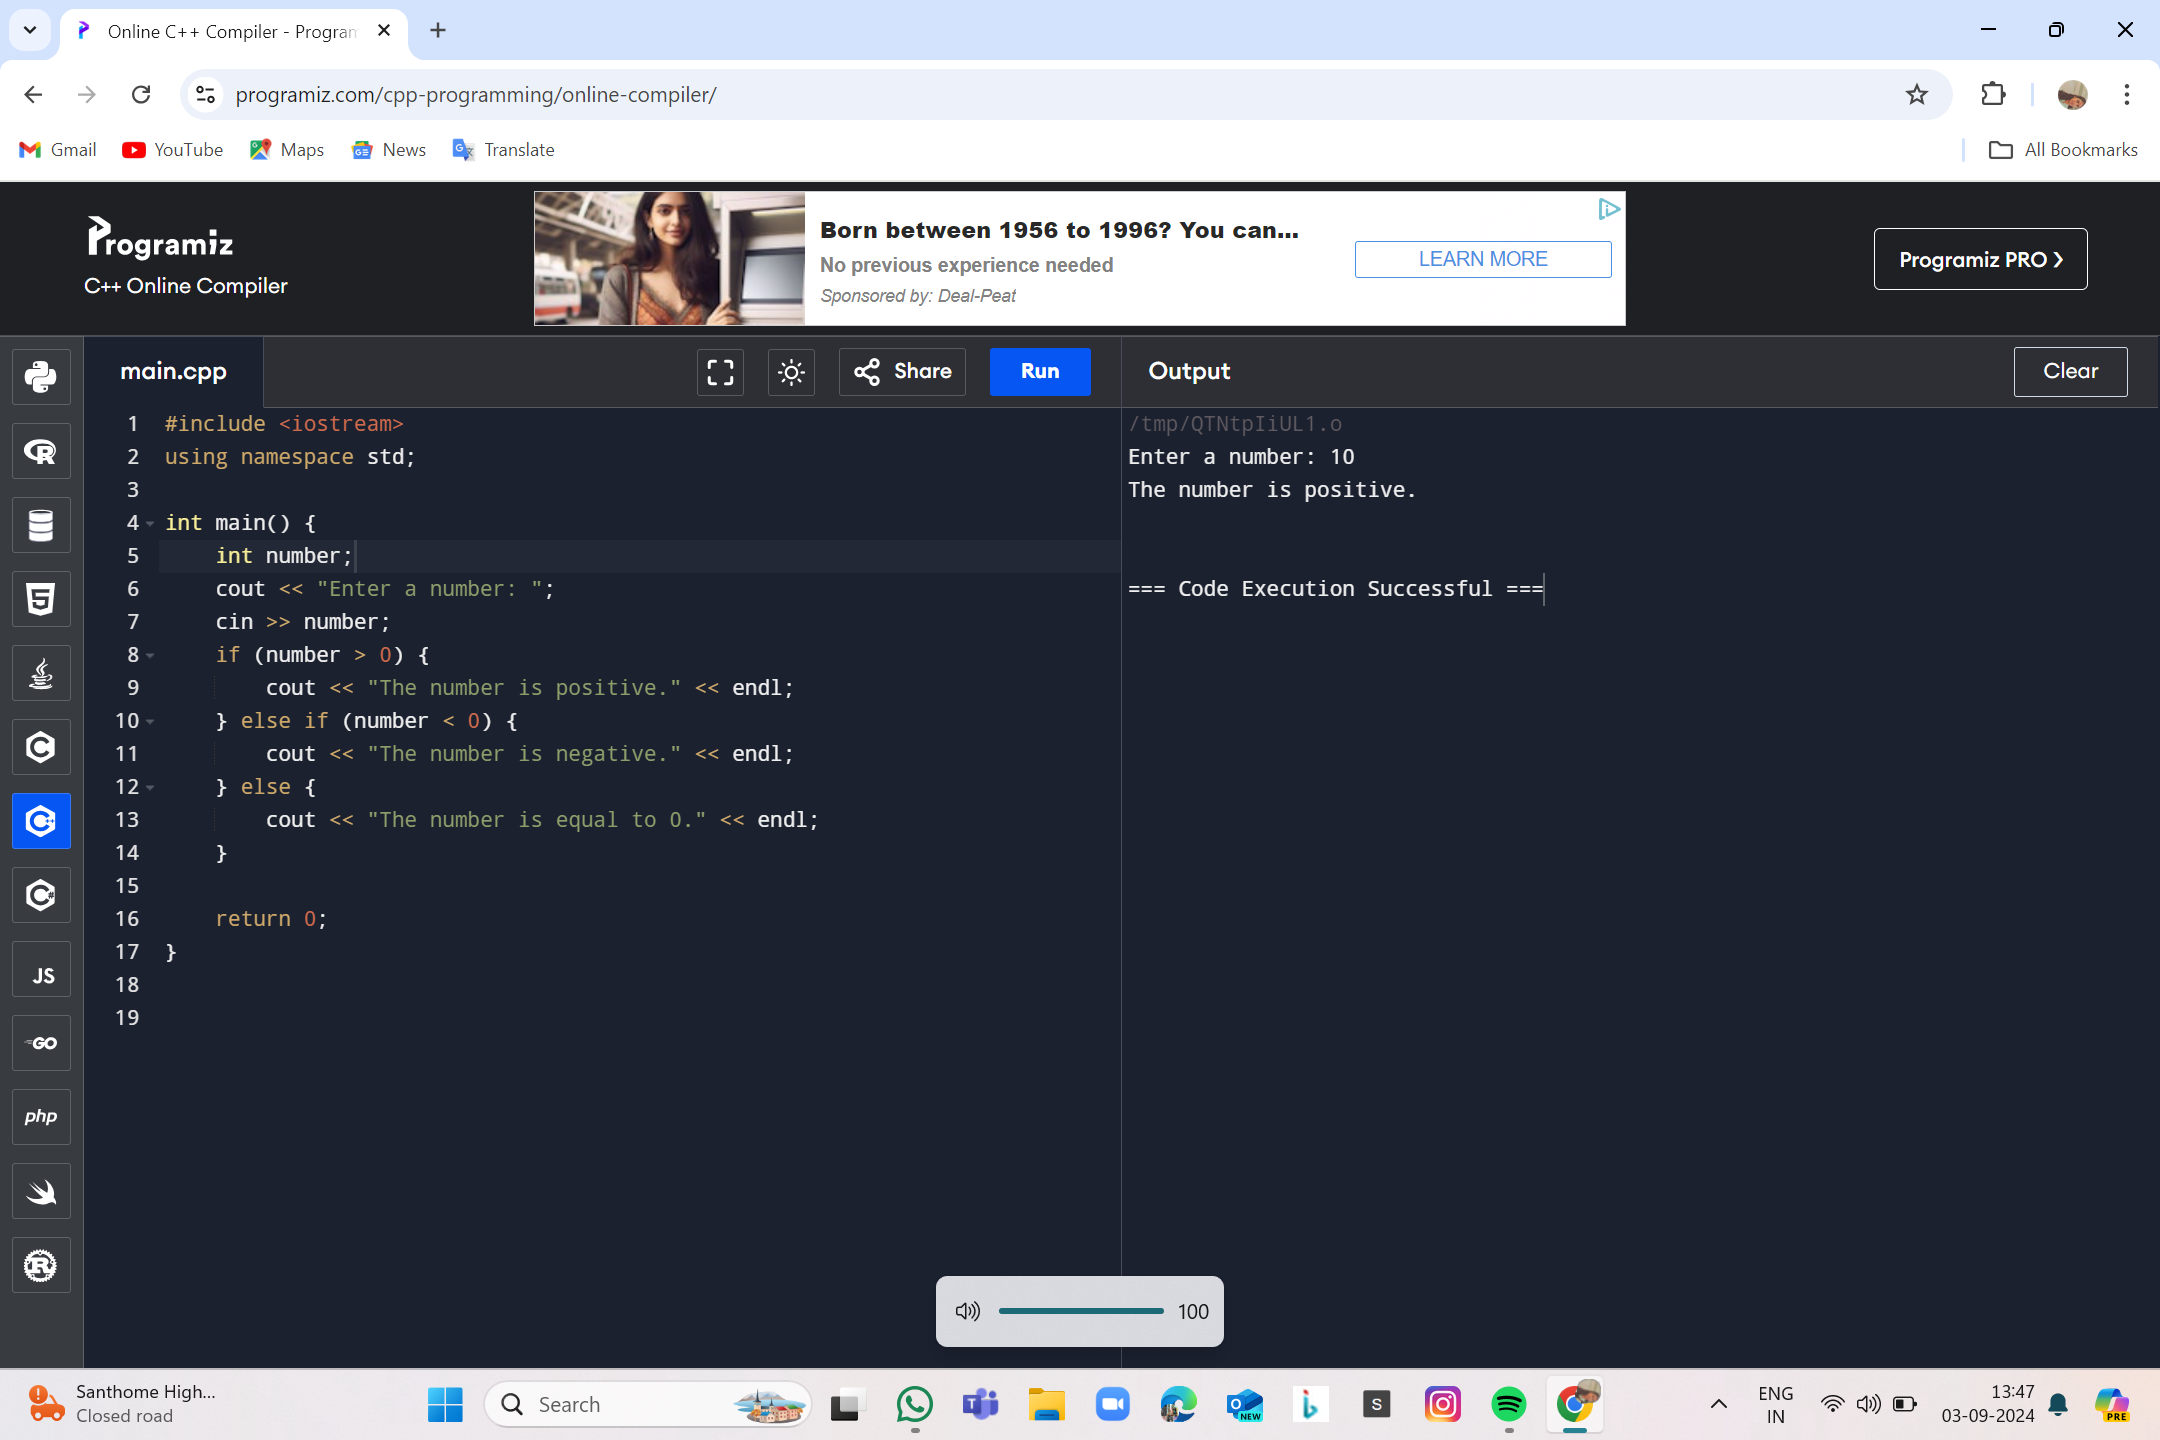 Online C++ Compiler - Program
programiz.com/cpp-programming/online-compiler/
Gmail YouTube Maps News Translate All Bookmarks
Programiz
C++ Online Compiler
Born between 1956 to 1996? You can...
No previous experience needed
Sponsored by: Deal-Peat
LEARN MORE
Programiz PRO ❯
main.cpp Share Run Output Clear
1 #include <iostream>
2 using namespace std;
3
4 int main() {
5 int number;
6 cout << "Enter a number: ";
7 cin >> number;
8 if (number > 0) {
9 cout << "The number is positive." << endl;
10 } else if (number < 0) {
11 cout << "The number is negative." << endl;
12 } else {
13 cout << "The number is equal to 0." << endl;
14 }
15
16 return 0;
17 }
18
19
/tmp/QTNtpIiUL1.o
Enter a number: 10
The number is positive.
=== Code Execution Successful ===
R
5
C
C
C#
JS
GO
php
R
100
Santhome High...
Closed road
Search
NEW
S
ENG
IN
13:47
03-09-2024
PRE